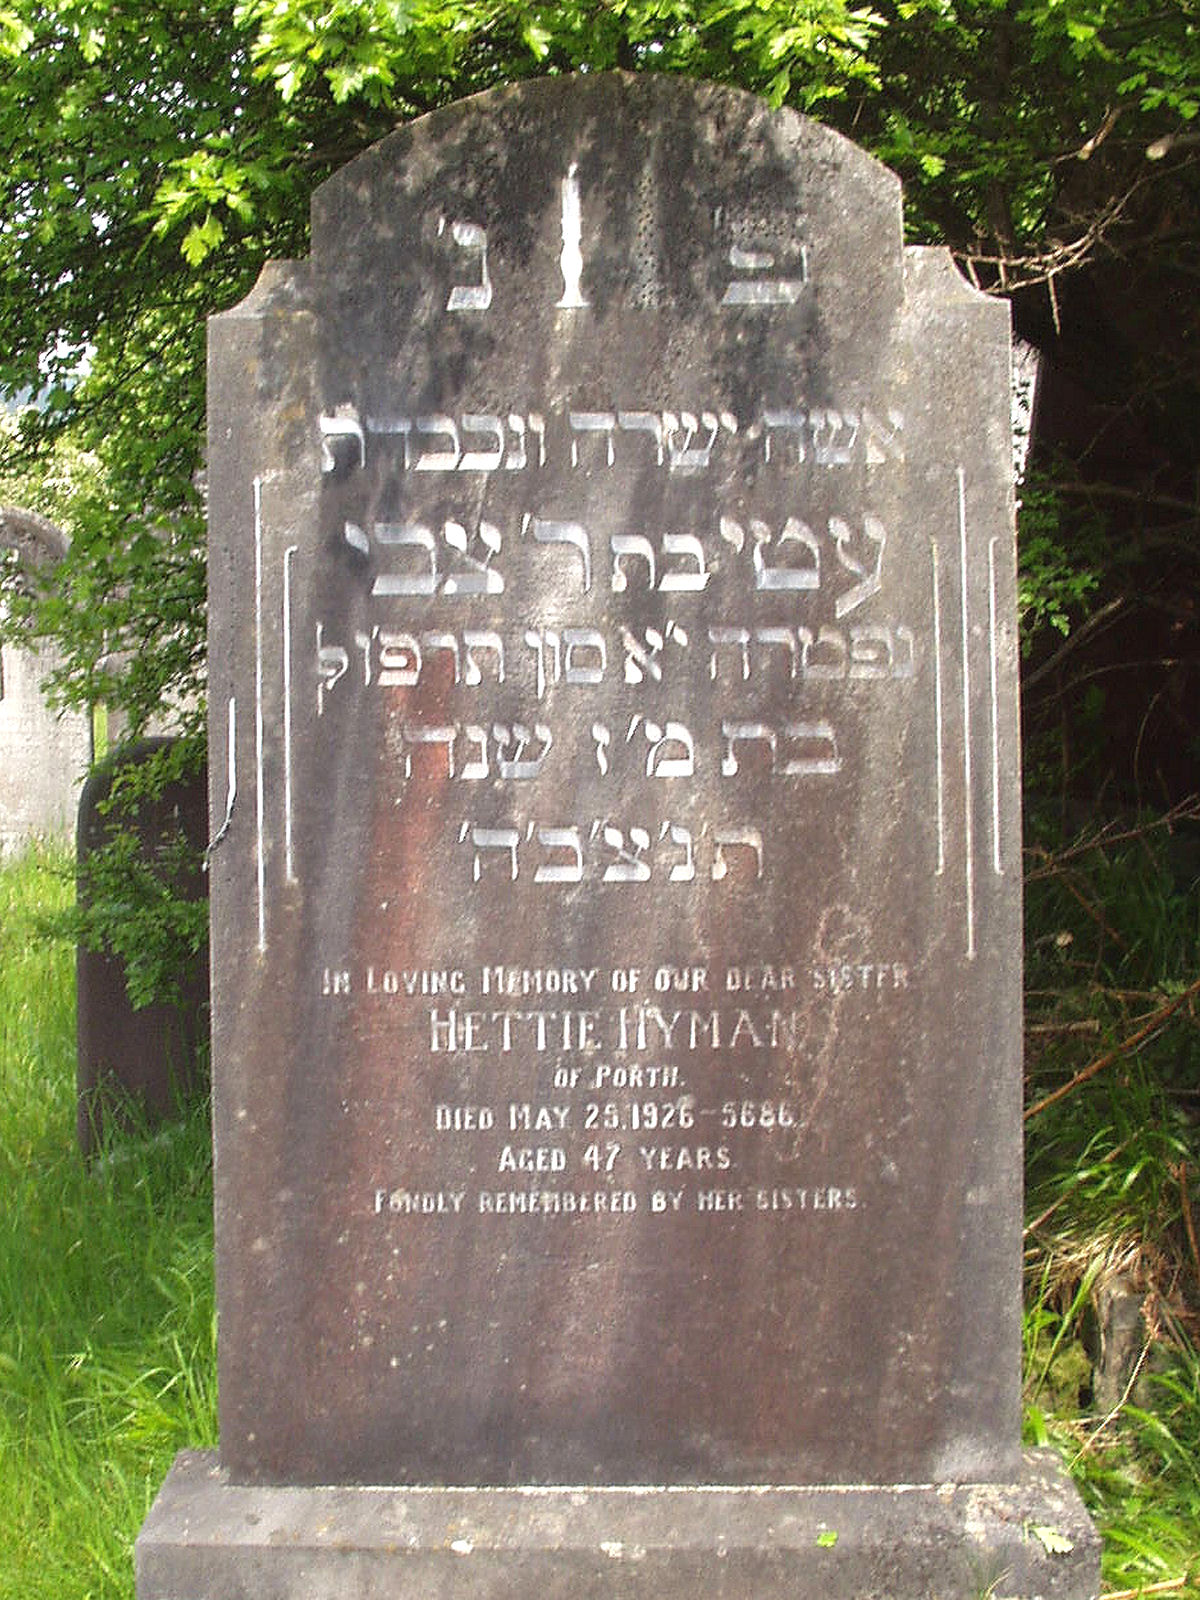 פ נ'
אשה ישרה ונכבדת
עטי בת ר' צבי
נפטרה י'א סון תרפ'ו ל
בת מ'ז שנה
ת'נ'צ'ב'ה'
IN LOVING MEMORY OF OUR DEAR SISTER
HETTIE HYMAN
OF PORTH.
DIED MAY 25, 1926 - 5686.
AGED 47 YEARS.
FONDLY REMEMBERED BY HER SISTERS.